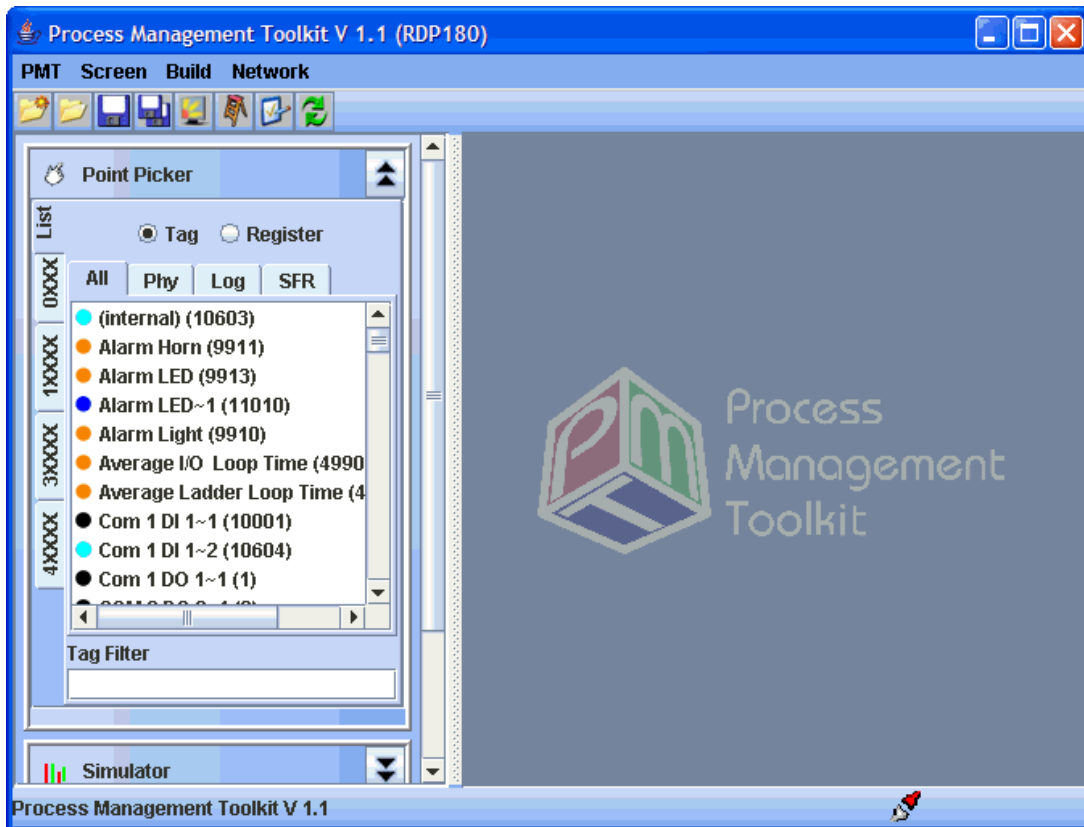 Process Management Toolkit V 1.1 (RDP180)
PMT Screen Build Network
Point Picker
List
0XXX
1XXXX
3XXXX
4XXXX
Tag Register
All Phy Log SFR
(internal) (10603)
Alarm Horn (9911)
Alarm LED (9913)
Alarm LED~1 (11010)
Alarm Light (9910)
Average I/O Loop Time (4990
Average Ladder Loop Time (4
Com 1 DI 1~1 (10001)
Com 1 DI 1~2 (10604)
Com 1 DO 1~1 (1)
Tag Filter
Simulator
PMT
Process
Management
Toolkit
Process Management Toolkit V 1.1